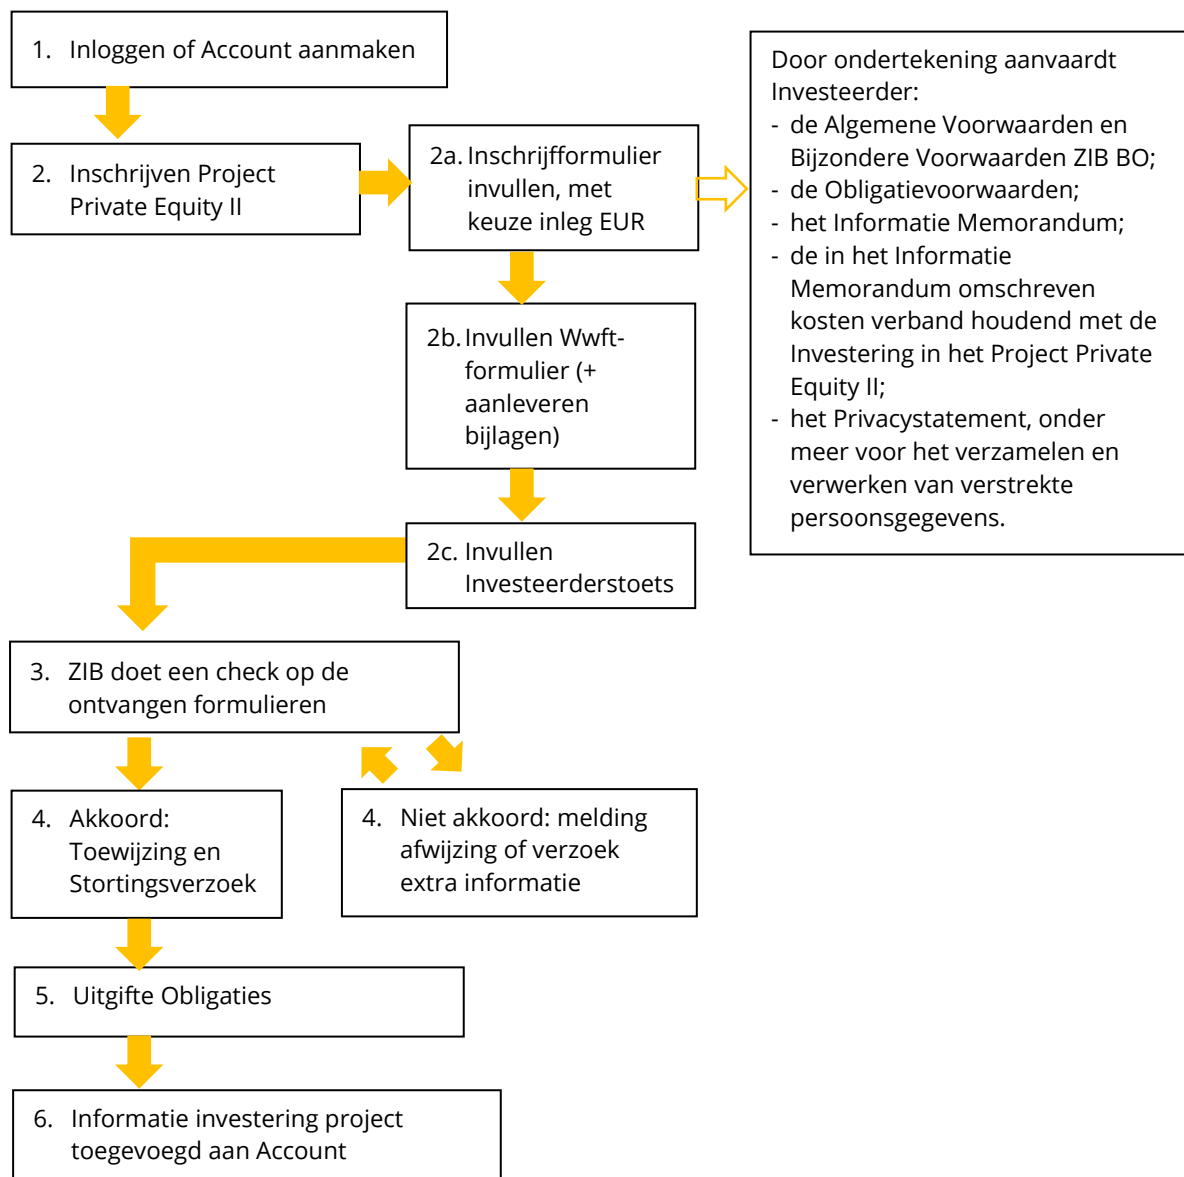 1. Inloggen of Account aanmaken
2. Inschrijven Project
Private Equity II
2a. Inschrijfformulier
invullen, met
keuze inleg EUR
Door ondertekening aanvaardt
Investeerder:
- de Algemene Voorwaarden en
Bijzondere Voorwaarden ZIB BO;
- de Obligatievoorwaarden;
- het Informatie Memorandum;
- de in het Informatie
Memorandum omschreven
kosten verband houdend met de
Investering in het Project Private
Equity II;
- het Privacystatement, onder
meer voor het verzamelen en
verwerken van verstrekte
persoonsgegevens.
2b. Invullen Wwft-
formulier (+
aanleveren
bijlagen)
2c. Invullen
Investeerderstoets
3. ZIB doet een check op de
ontvangen formulieren
4. Akkoord:
Toewijzing en
Stortingsverzoek
4. Niet akkoord: melding
afwijzing of verzoek
extra informatie
5. Uitgifte Obligaties
6. Informatie investering project
toegevoegd aan Account